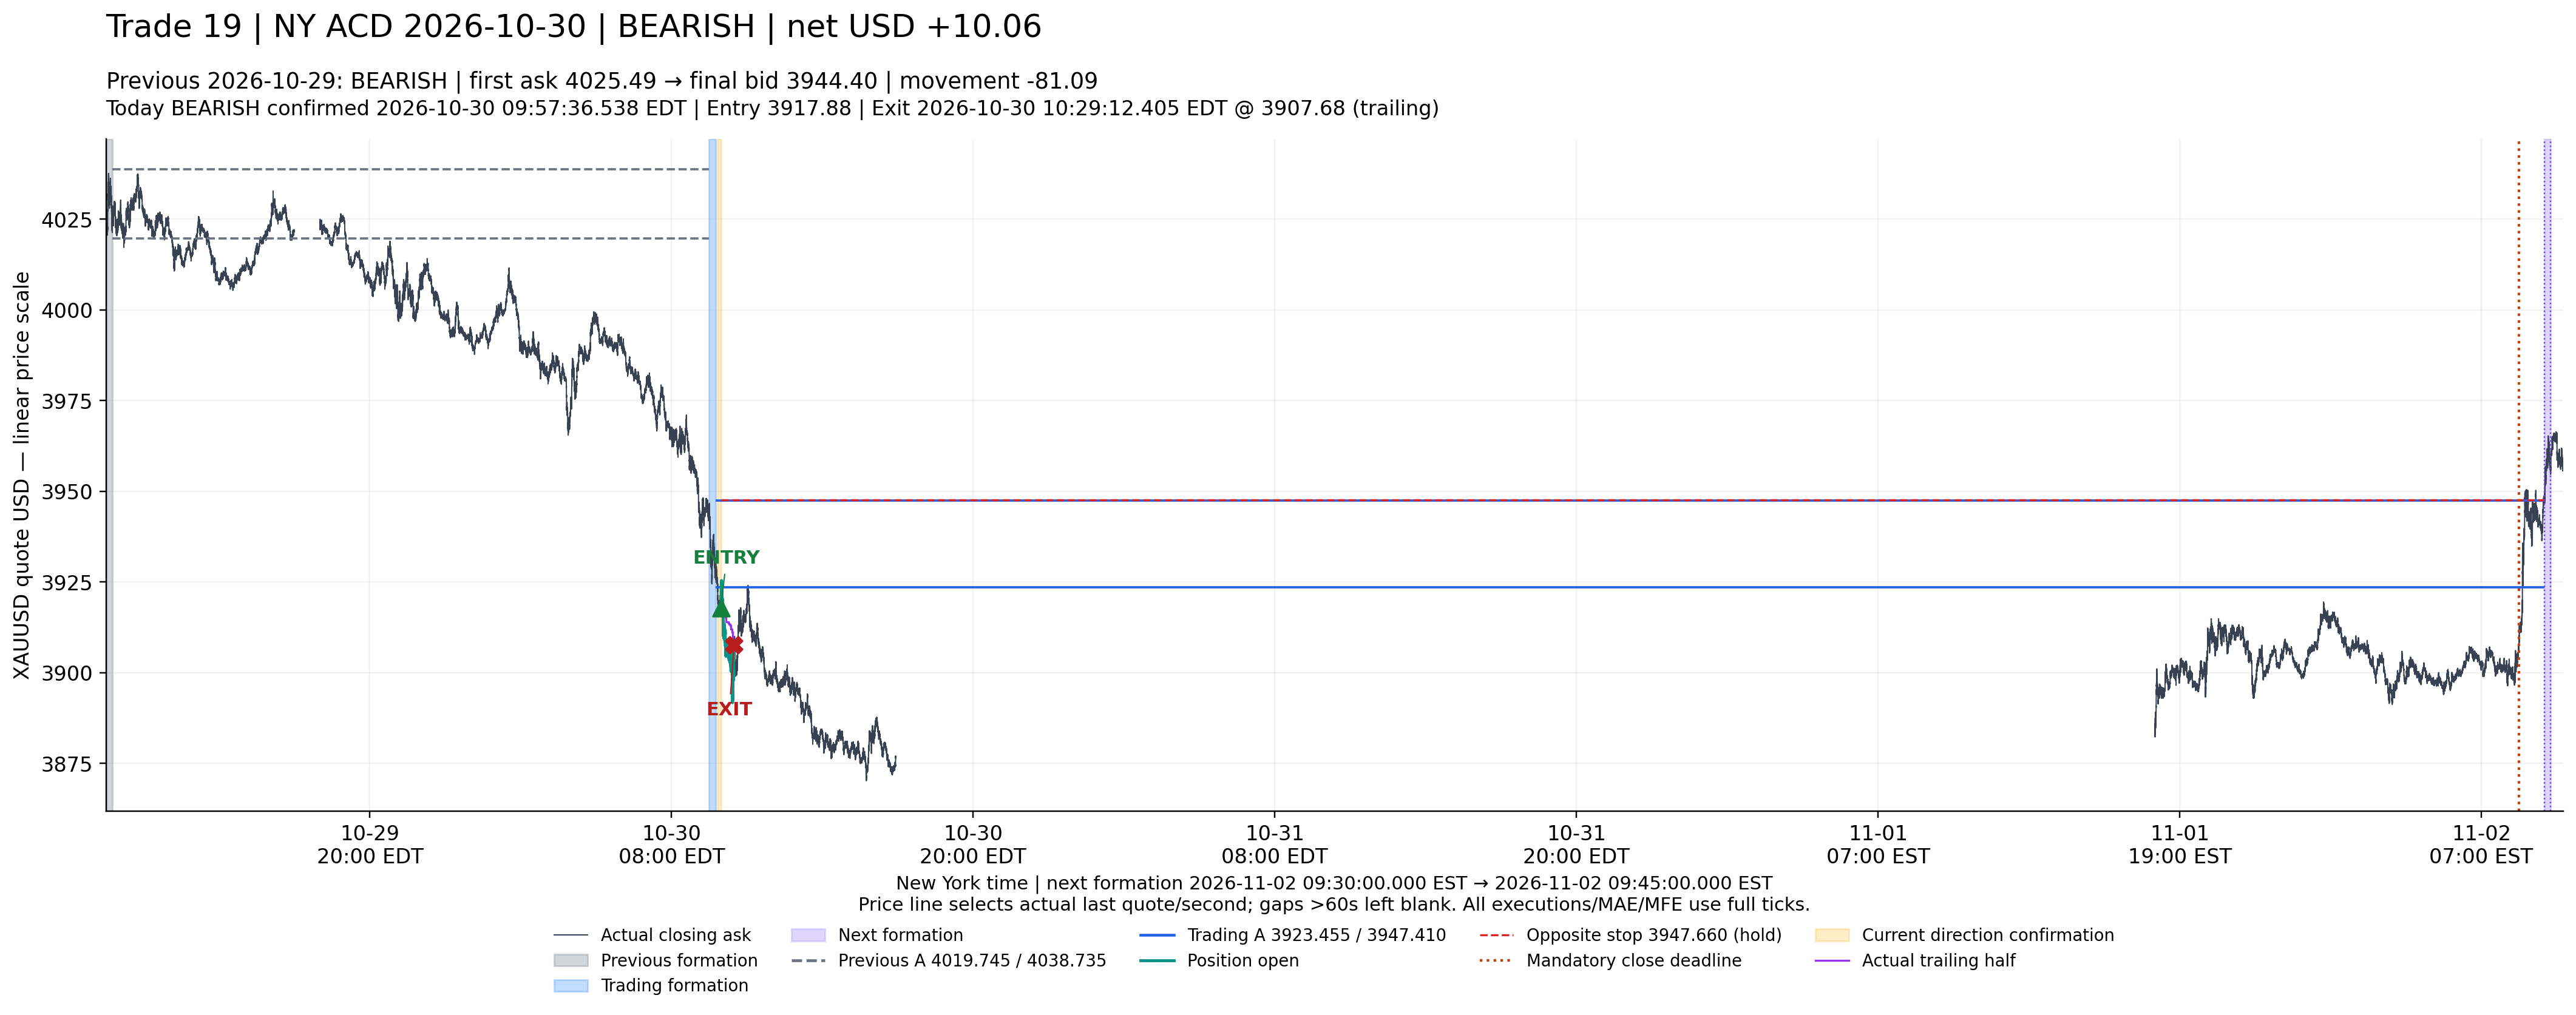 Trade 19 | NY ACD 2026-10-30 | BEARISH | net USD +10.06
Previous 2026-10-29: BEARISH | first ask 4025.49 → final bid 3944.40 | movement -81.09
Today BEARISH confirmed 2026-10-30 09:57:36.538 EDT | Entry 3917.88 | Exit 2026-10-30 10:29:12.405 EDT @ 3907.68 (trailing)
XAUUSD quote USD — linear price scale
4025
4000
3975
3950
3925
3900
3875
ENTRY
EXIT
10-29 10-30 10-30 10-31 10-31 11-01 11-01 11-02
20:00 EDT 08:00 EDT 20:00 EDT 08:00 EDT 20:00 EDT 07:00 EST 19:00 EST 07:00 EST
New York time | next formation 2026-11-02 09:30:00.000 EST → 2026-11-02 09:45:00.000 EST
Price line selects actual last quote/second; gaps >60s left blank. All executions/MAE/MFE use full ticks.
Actual closing ask
Previous formation
Trading formation
Next formation
Previous A 4019.745 / 4038.735
Trading A 3923.455 / 3947.410
Position open
Opposite stop 3947.660 (hold)
Mandatory close deadline
Current direction confirmation
Actual trailing half